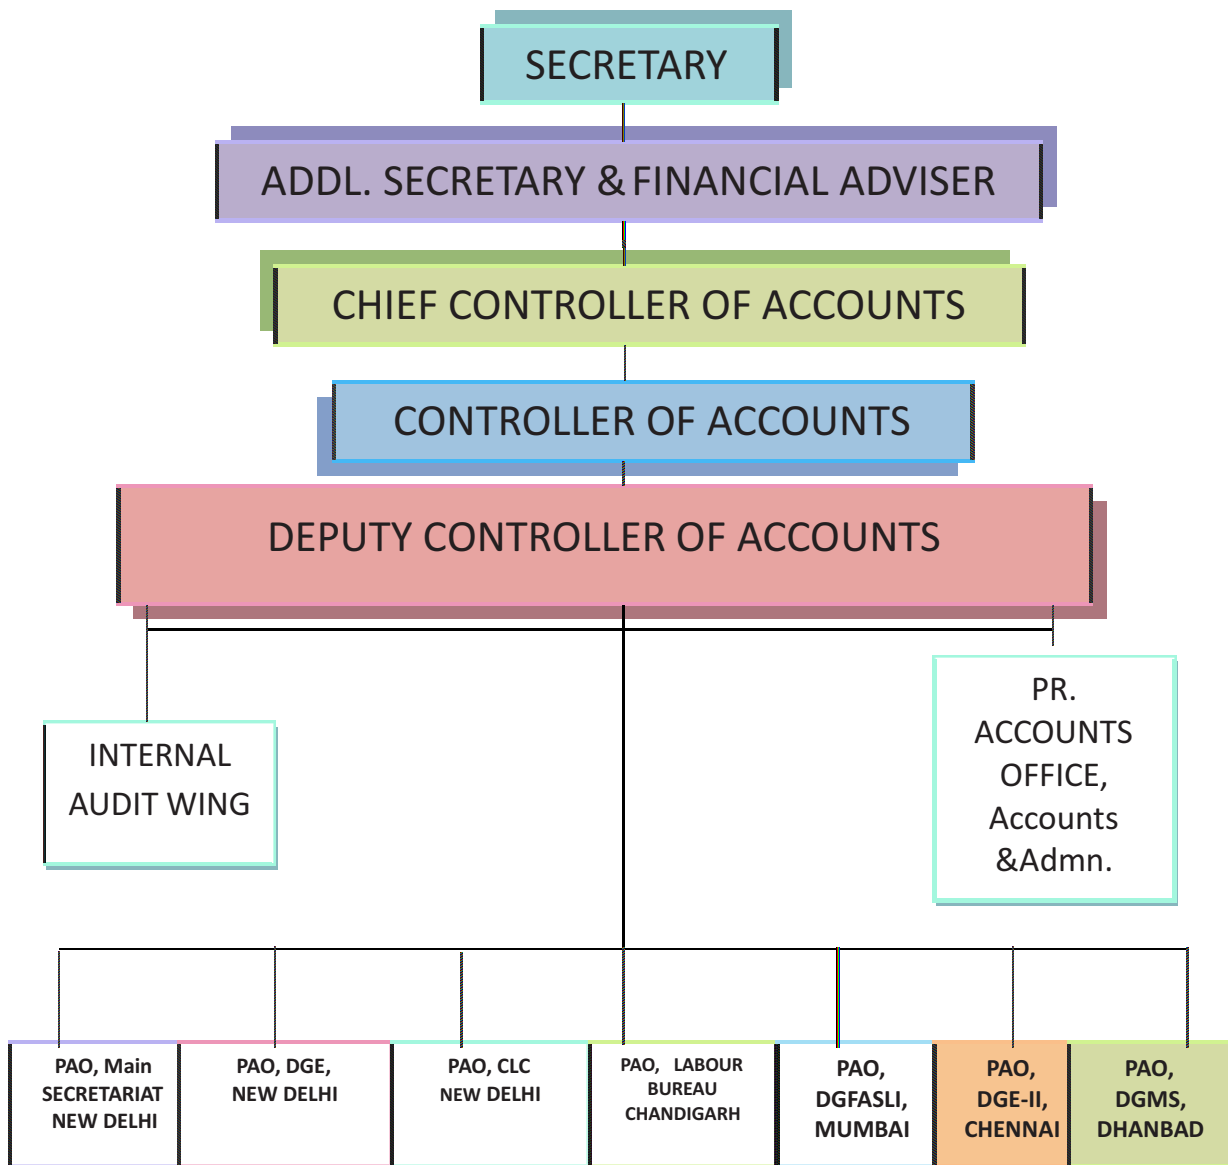 SECRETARY
ADDL. SECRETARY & FINANCIAL ADVISER
CHIEF CONTROLLER OF ACCOUNTS
CONTROLLER OF ACCOUNTS
DEPUTY CONTROLLER OF ACCOUNTS
INTERNAL
AUDIT WING
PR.
ACCOUNTS
OFFICE,
Accounts
&Admn.
PAO, Main
SECRETARIAT
NEW DELHI
PAO, DGE,
NEW DELHI
PAO, CLC
NEW DELHI
PAO, LABOUR
BUREAU
CHANDIGARH
PAO,
DGFASLI,
MUMBAI
PAO,
DGE-II,
CHENNAI
PAO,
DGMS,
DHANBAD